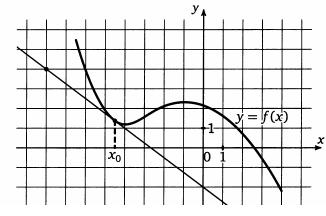 y
y = f(x)
1
x
x₀
0 1